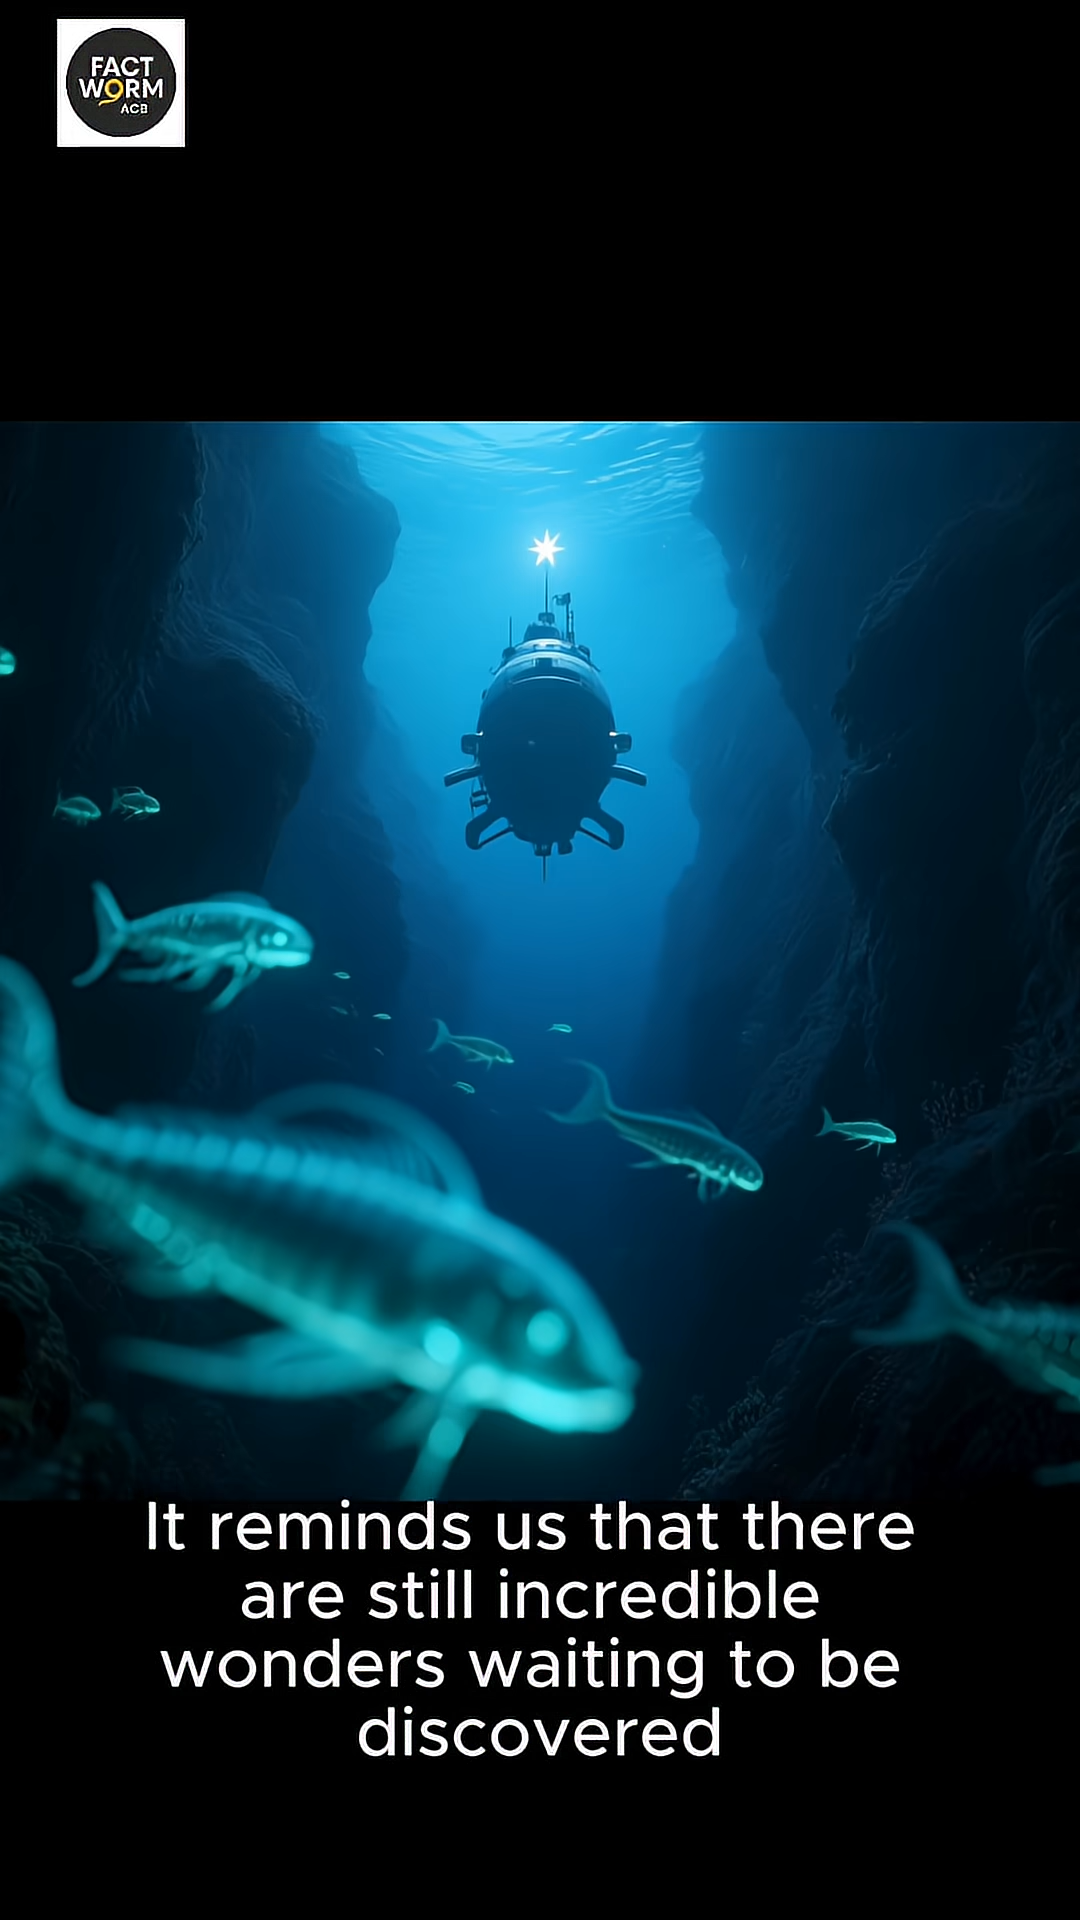 FACT
WORM
ACB
It reminds us that there
are still incredible
wonders waiting to be
discovered